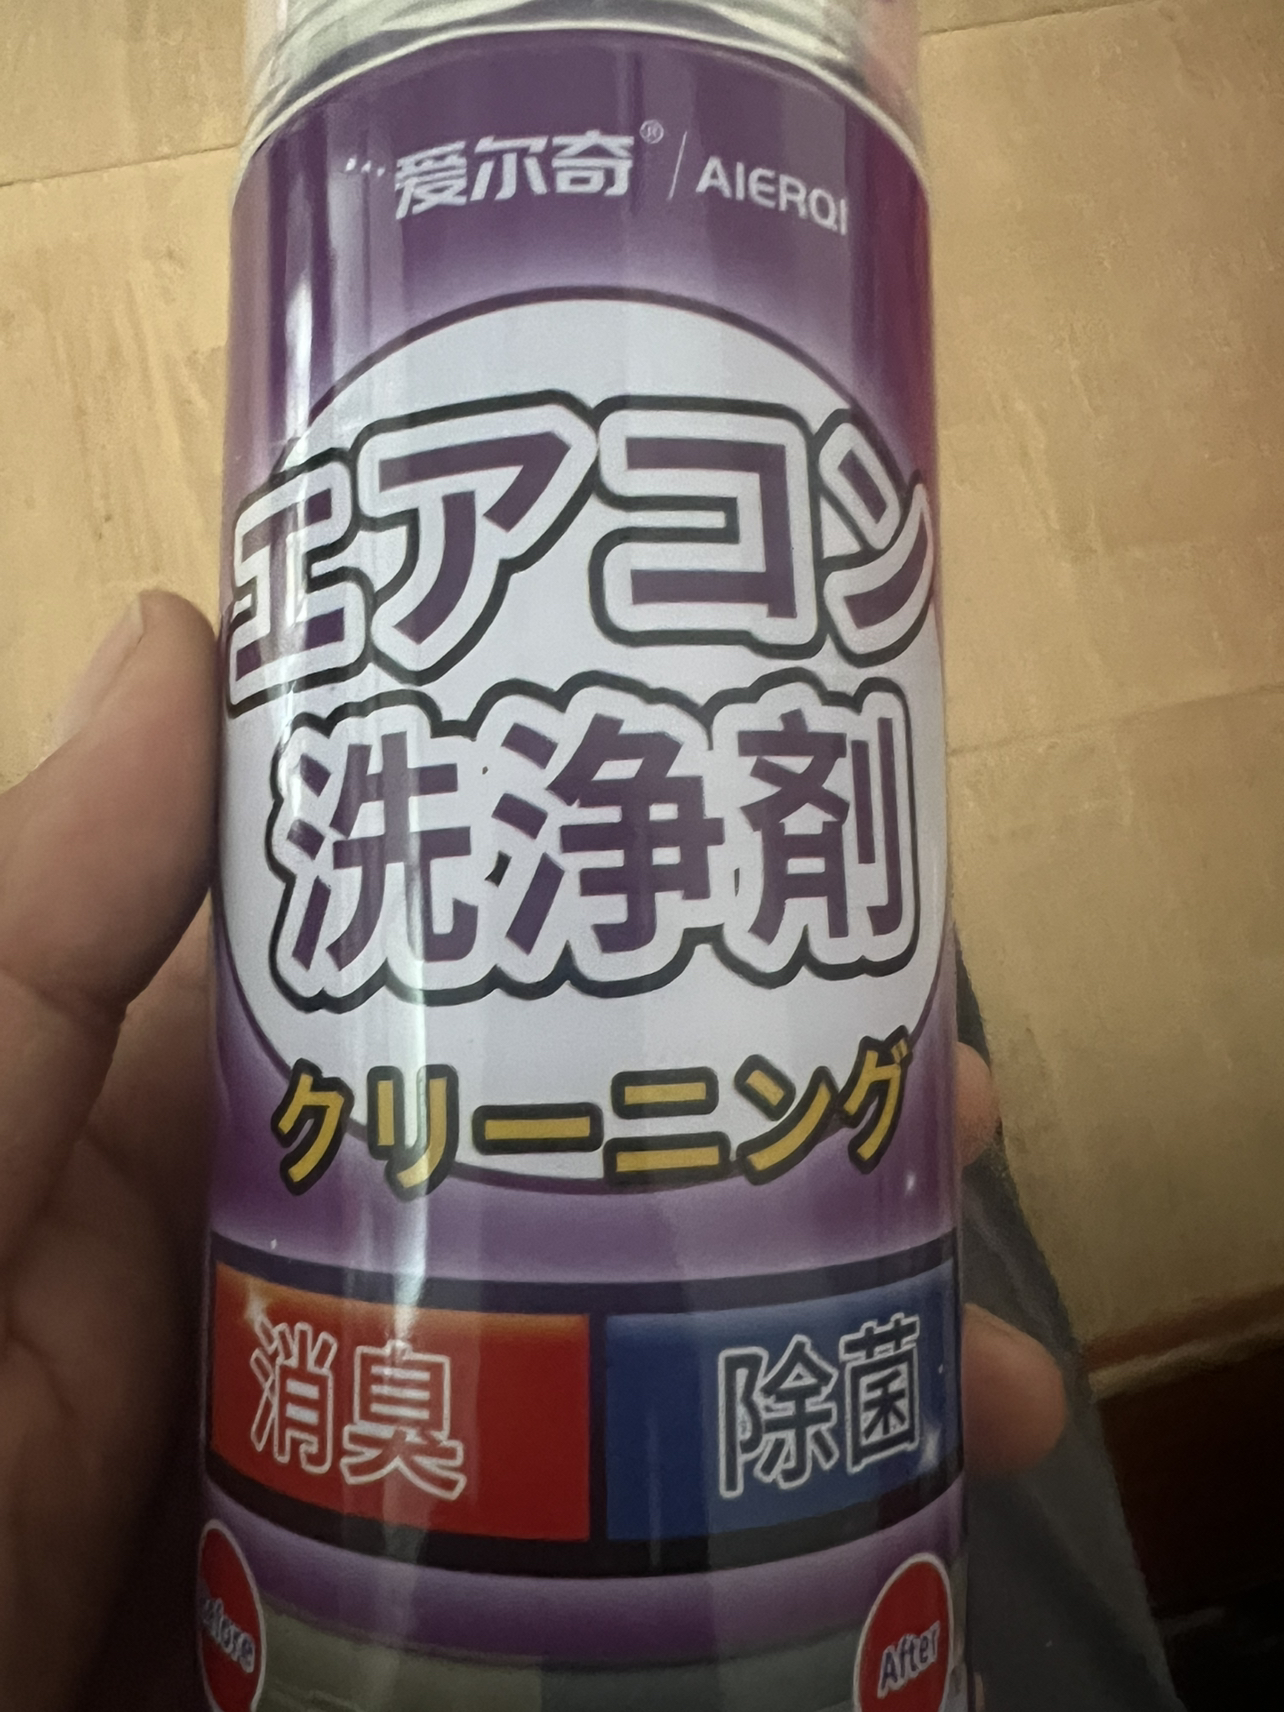 爱尔奇® / AIERQI
エアコン
洗浄剤
クリーニング
消臭 除菌
Before After